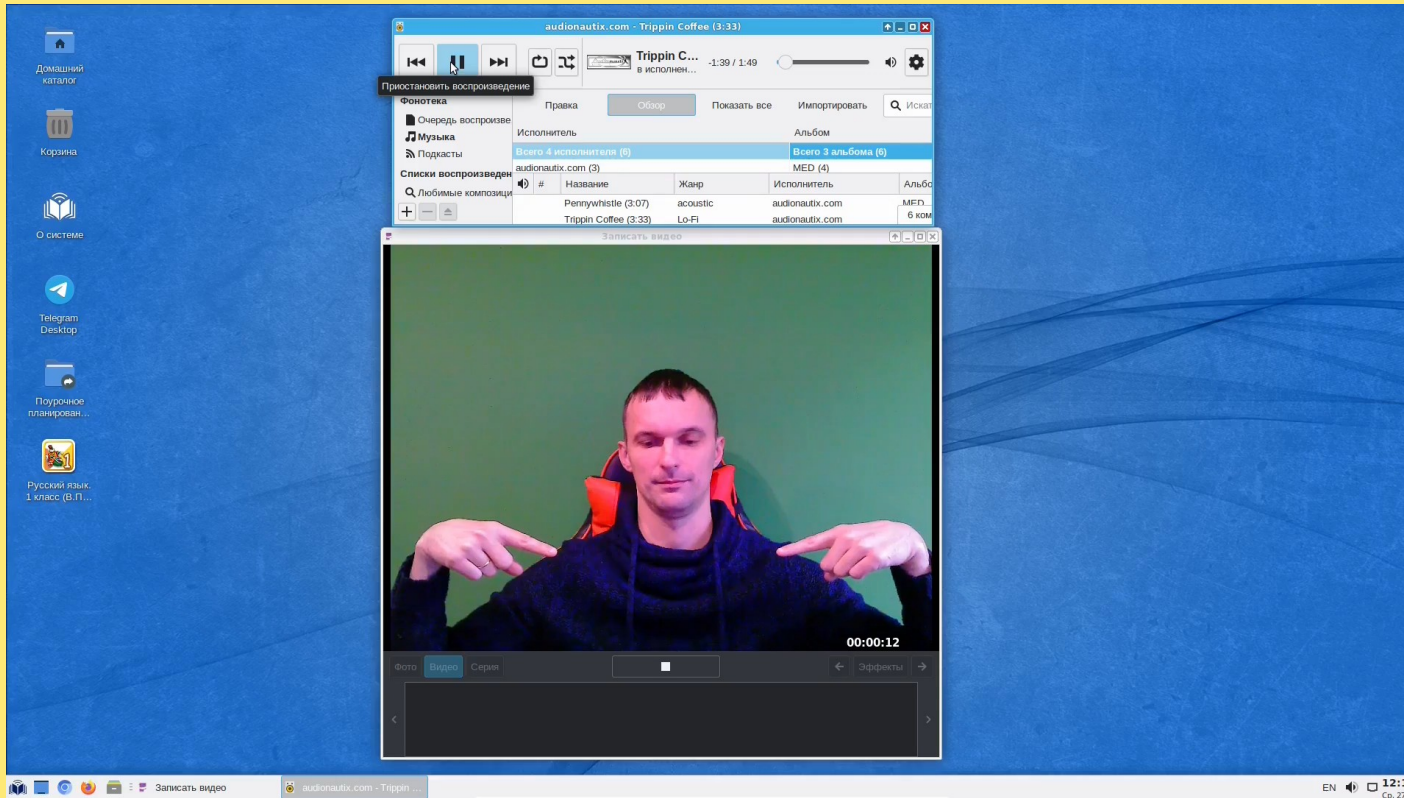 Домашний
каталог
Корзина
О системе
Telegram
Desktop
Поурочное
планирован...
Русский язык.
1 класс (В.П...
audionautix.com - Trippin Coffee (3:33)
Trippin C...
в исполнен...
-1:39 / 1:49
Приостановить воспроизведение
Фонотека
Очередь воспроизве
Музыка
Подкасты
Списки воспроизведен
Любимые композици
Правка
Обзор
Показать все
Импортировать
Искат
Исполнитель
Альбом
Всего 4 исполнителя (6)
Всего 3 альбома (6)
audionautix.com (3)
MED (4)
# Название Жанр Исполнитель Альбо
Pennywhistle (3:07) acoustic audionautix.com MED
Trippin Coffee (3:33) Lo-Fi audionautix.com
6 ком
Записать видео
00:00:12
Фото
Видео
Серия
Эффекты
Записать видео
audionautix.com - Trippin ...
EN
Ср. 27